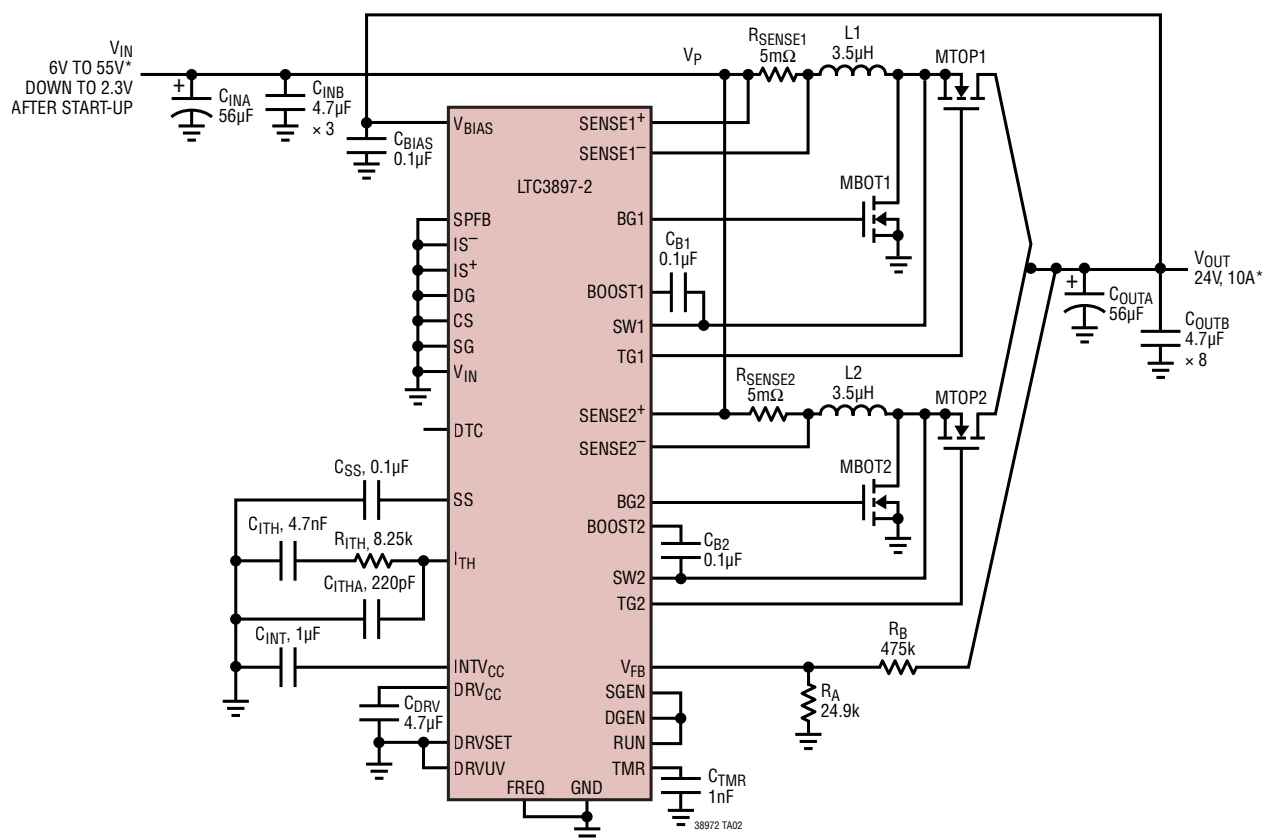 V_IN
6V TO 55V*
DOWN TO 2.3V
AFTER START-UP
+
C_INA
56µF
C_INB
4.7µF
× 3
V_P
R_SENSE1
5mΩ
L1
3.5µH
MTOP1
C_BIAS
0.1µF
V_BIAS
SENSE1+
SENSE1–
LTC3897-2
MBOT1
SPFB
IS–
IS+
DG
CS
SG
V_IN
BG1
C_B1
0.1µF
BOOST1
SW1
TG1
V_OUT
24V, 10A*
+
C_OUTA
56µF
C_OUTB
4.7µF
× 8
R_SENSE2
5mΩ
L2
3.5µH
MTOP2
SENSE2+
SENSE2–
DTC
MBOT2
C_SS, 0.1µF
SS
BG2
BOOST2
C_B2
0.1µF
C_ITH, 4.7nF
R_ITH, 8.25k
I_TH
C_ITHA, 220pF
SW2
TG2
C_INT, 1µF
INTV_CC
V_FB
R_B
475k
R_A
24.9k
DRV_CC
C_DRV
4.7µF
SGEN
DGEN
RUN
DRVSET
DRVUV
TMR
C_TMR
1nF
FREQ
GND
38972 TA02